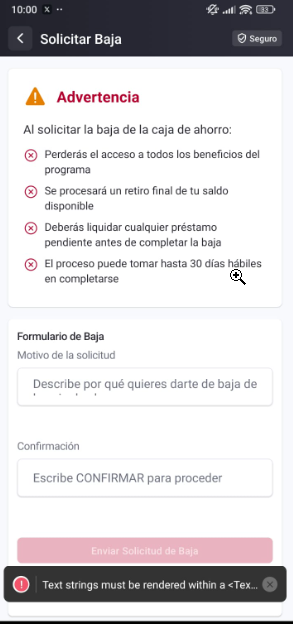 10:00 X ··
83
Solicitar Baja
Seguro
Advertencia
Al solicitar la baja de la caja de ahorro:
Perderás el acceso a todos los beneficios del
programa
Se procesará un retiro final de tu saldo
disponible
Deberás liquidar cualquier préstamo
pendiente antes de completar la baja
El proceso puede tomar hasta 30 días hábiles
en completarse
Formulario de Baja
Motivo de la solicitud
Describe por qué quieres darte de baja de
Confirmación
Escribe CONFIRMAR para proceder
Enviar Solicitud de Baja
Text strings must be rendered within a <Tex...